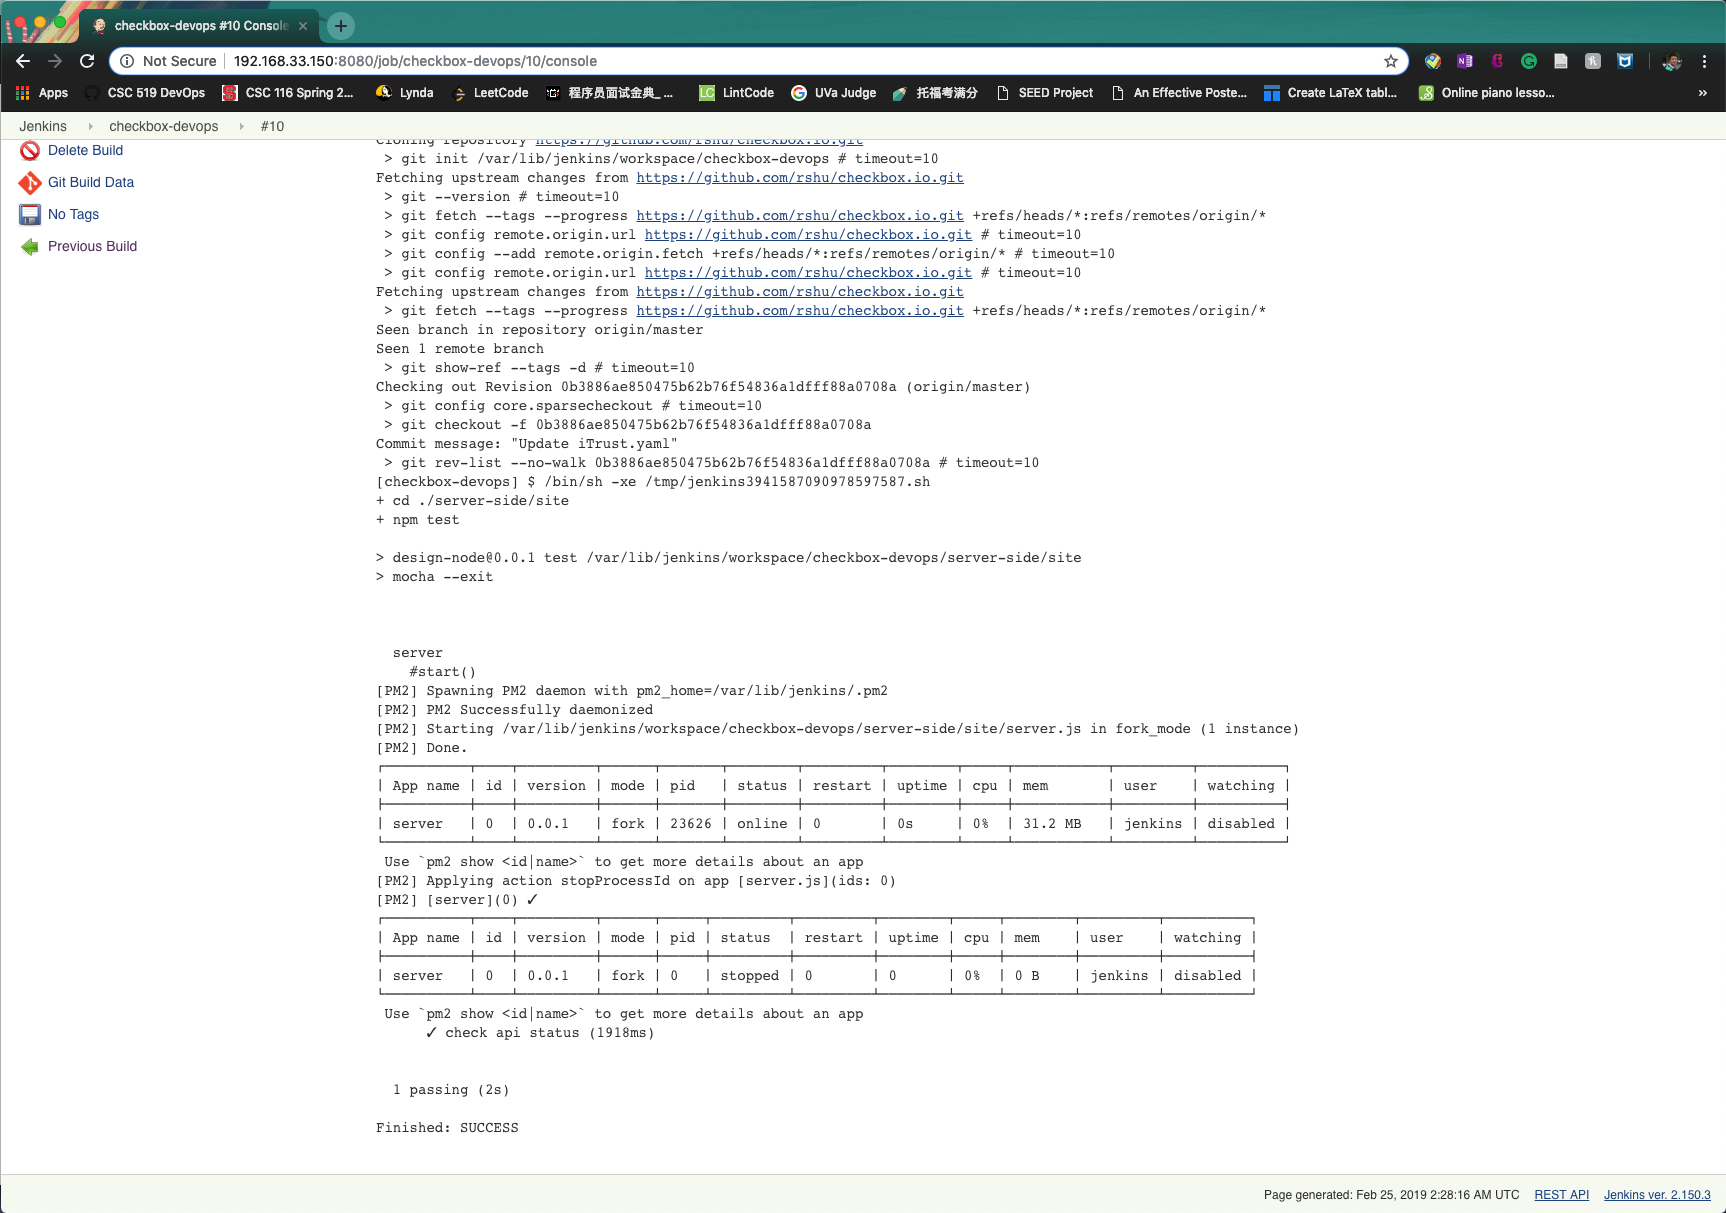 checkbox-devops #10 Console
Not Secure | 192.168.33.150:8080/job/checkbox-devops/10/console
Apps CSC 519 DevOps CSC 116 Spring 2... Lynda LeetCode 程序员面试金典_ ... LintCode UVa Judge 托福考满分 SEED Project An Effective Poste... Create LaTeX tabl... Online piano lesso... »
Jenkins checkbox-devops #10
Delete Build
Git Build Data
No Tags
Previous Build
Cloning repository https://github.com/rshu/checkbox.io.git
 > git init /var/lib/jenkins/workspace/checkbox-devops # timeout=10
Fetching upstream changes from https://github.com/rshu/checkbox.io.git
 > git --version # timeout=10
 > git fetch --tags --progress https://github.com/rshu/checkbox.io.git +refs/heads/*:refs/remotes/origin/*
 > git config remote.origin.url https://github.com/rshu/checkbox.io.git # timeout=10
 > git config --add remote.origin.fetch +refs/heads/*:refs/remotes/origin/* # timeout=10
 > git config remote.origin.url https://github.com/rshu/checkbox.io.git # timeout=10
Fetching upstream changes from https://github.com/rshu/checkbox.io.git
 > git fetch --tags --progress https://github.com/rshu/checkbox.io.git +refs/heads/*:refs/remotes/origin/*
Seen branch in repository origin/master
Seen 1 remote branch
 > git show-ref --tags -d # timeout=10
Checking out Revision 0b3886ae850475b62b76f54836a1dfff88a0708a (origin/master)
 > git config core.sparsecheckout # timeout=10
 > git checkout -f 0b3886ae850475b62b76f54836a1dfff88a0708a
Commit message: "Update iTrust.yaml"
 > git rev-list --no-walk 0b3886ae850475b62b76f54836a1dfff88a0708a # timeout=10
[checkbox-devops] $ /bin/sh -xe /tmp/jenkins3941587090978597587.sh
+ cd ./server-side/site
+ npm test
> design-node@0.0.1 test /var/lib/jenkins/workspace/checkbox-devops/server-side/site
> mocha --exit
server
#start()
[PM2] Spawning PM2 daemon with pm2_home=/var/lib/jenkins/.pm2
[PM2] PM2 Successfully daemonized
[PM2] Starting /var/lib/jenkins/workspace/checkbox-devops/server-side/site/server.js in fork_mode (1 instance)
[PM2] Done.
| App name | id | version | mode | pid | status | restart | uptime | cpu | mem | user | watching |
| server | 0 | 0.0.1 | fork | 23626 | online | 0 | 0s | 0% | 31.2 MB | jenkins | disabled |
Use `pm2 show <id|name>` to get more details about an app
[PM2] Applying action stopProcessId on app [server.js](ids: 0)
[PM2] [server](0) ✓
| App name | id | version | mode | pid | status | restart | uptime | cpu | mem | user | watching |
| server | 0 | 0.0.1 | fork | 0 | stopped | 0 | 0 | 0% | 0 B | jenkins | disabled |
Use `pm2 show <id|name>` to get more details about an app
✓ check api status (1918ms)
1 passing (2s)
Finished: SUCCESS
Page generated: Feb 25, 2019 2:28:16 AM UTC REST API Jenkins ver. 2.150.3